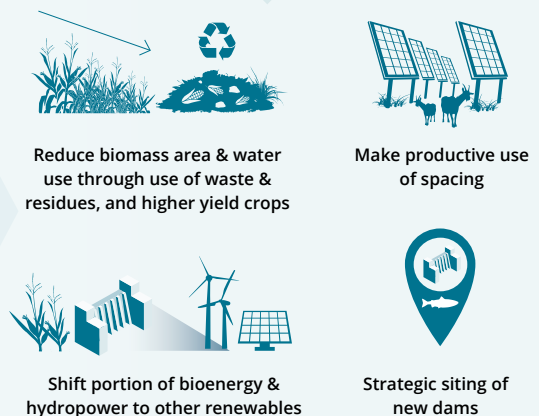 Reduce biomass area & water
use through use of waste &
residues, and higher yield crops
Make productive use
of spacing
Shift portion of bioenergy &
hydropower to other renewables
Strategic siting of
new dams